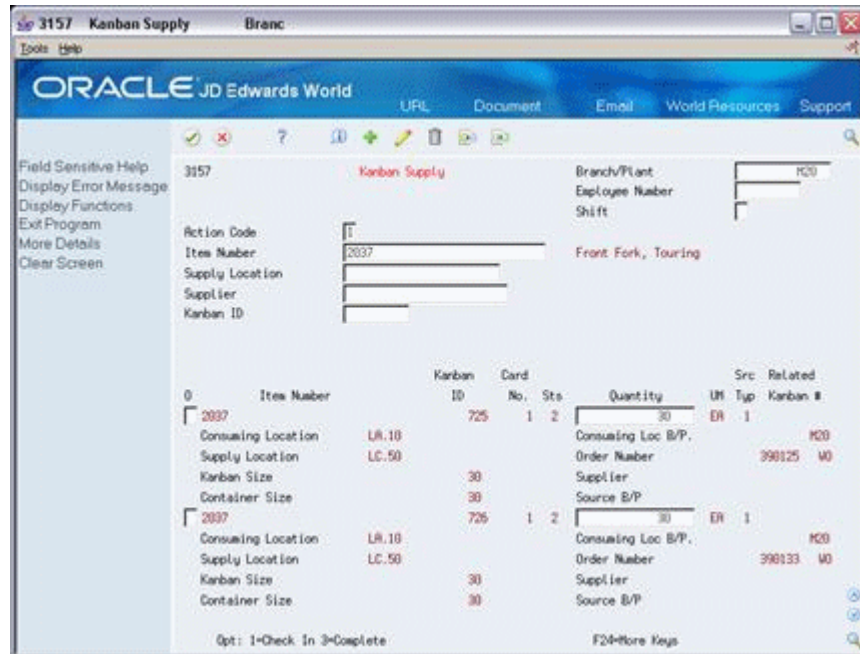 3157 Kanban Supply Branc
Tools Help
ORACLE JD Edwards World
URL Document Email World Resources Support
Field Sensitive Help
Display Error Message
Display Functions
Exit Program
More Details
Clear Screen
3157 Kanban Supply Branch/Plant M20
Employee Number
Shift
Action Code I
Item Number 2037 Front Fork, Touring
Supply Location
Supplier
Kanban ID
Kanban Card Src Related
O Item Number ID No. Sts Quantity UM Typ Kanban #
2037 725 1 2 30 EA 1
Consuming Location LA.10 Consuming Loc B/P. M20
Supply Location LC.50 Order Number 398125 WO
Kanban Size 30 Supplier
Container Size 30 Source B/P
2037 726 1 2 30 EA 1
Consuming Location LA.10 Consuming Loc B/P. M20
Supply Location LC.50 Order Number 398133 WO
Kanban Size 30 Supplier
Container Size 30 Source B/P
Opt: 1=Check In 3=Complete F24=More Keys